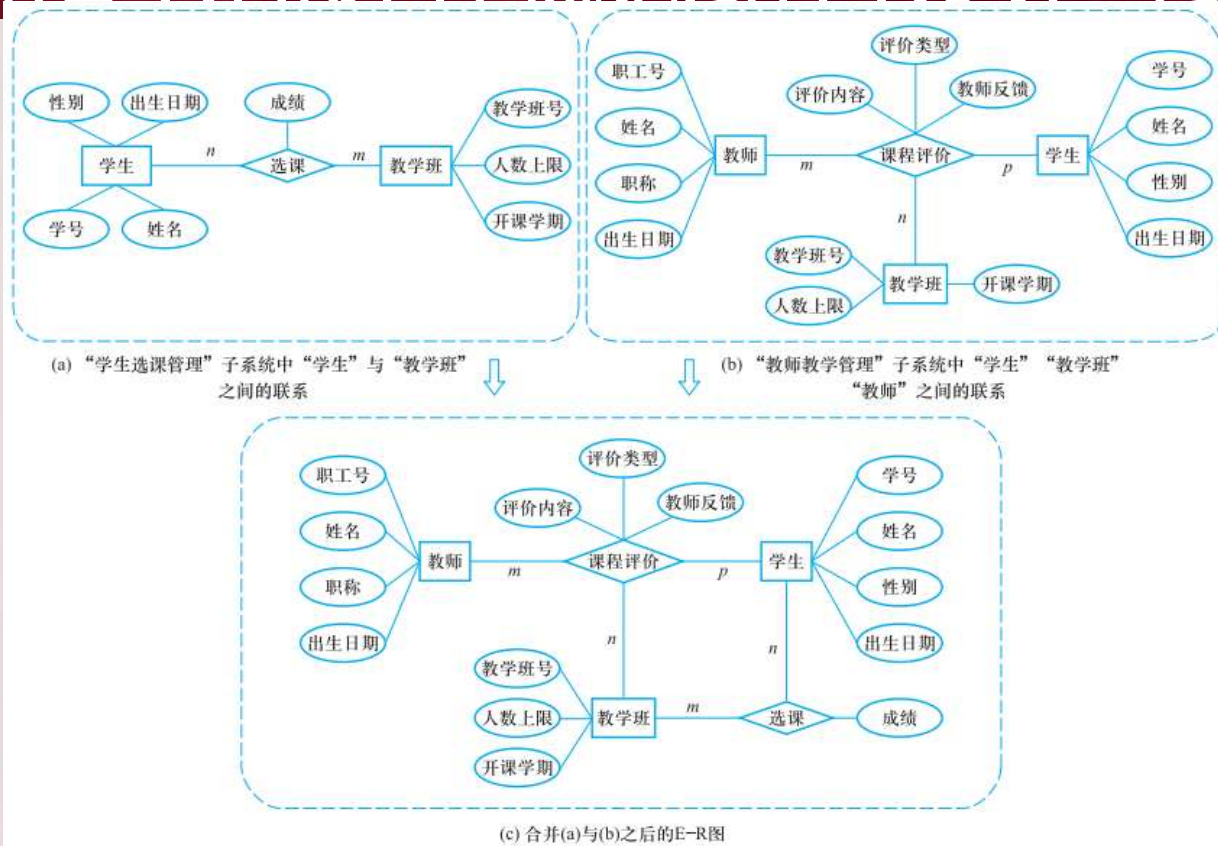 性别
出生日期
成绩
教学班号
学生
n
选课
m
教学班
人数上限
学号
姓名
开课学期
(a) “学生选课管理”子系统中“学生”与“教学班”
之间的联系
职工号
评价类型
学号
评价内容
教师反馈
姓名
姓名
教师
m
课程评价
p
学生
职称
性别
n
出生日期
出生日期
教学班号
教学班
开课学期
人数上限
(b) “教师教学管理”子系统中“学生”“教学班”
“教师”之间的联系
职工号
评价类型
学号
评价内容
教师反馈
姓名
姓名
教师
m
课程评价
p
学生
职称
性别
出生日期
n
n
出生日期
教学班号
人数上限
教学班
m
选课
成绩
开课学期
(c) 合并(a)与(b)之后的E-R图